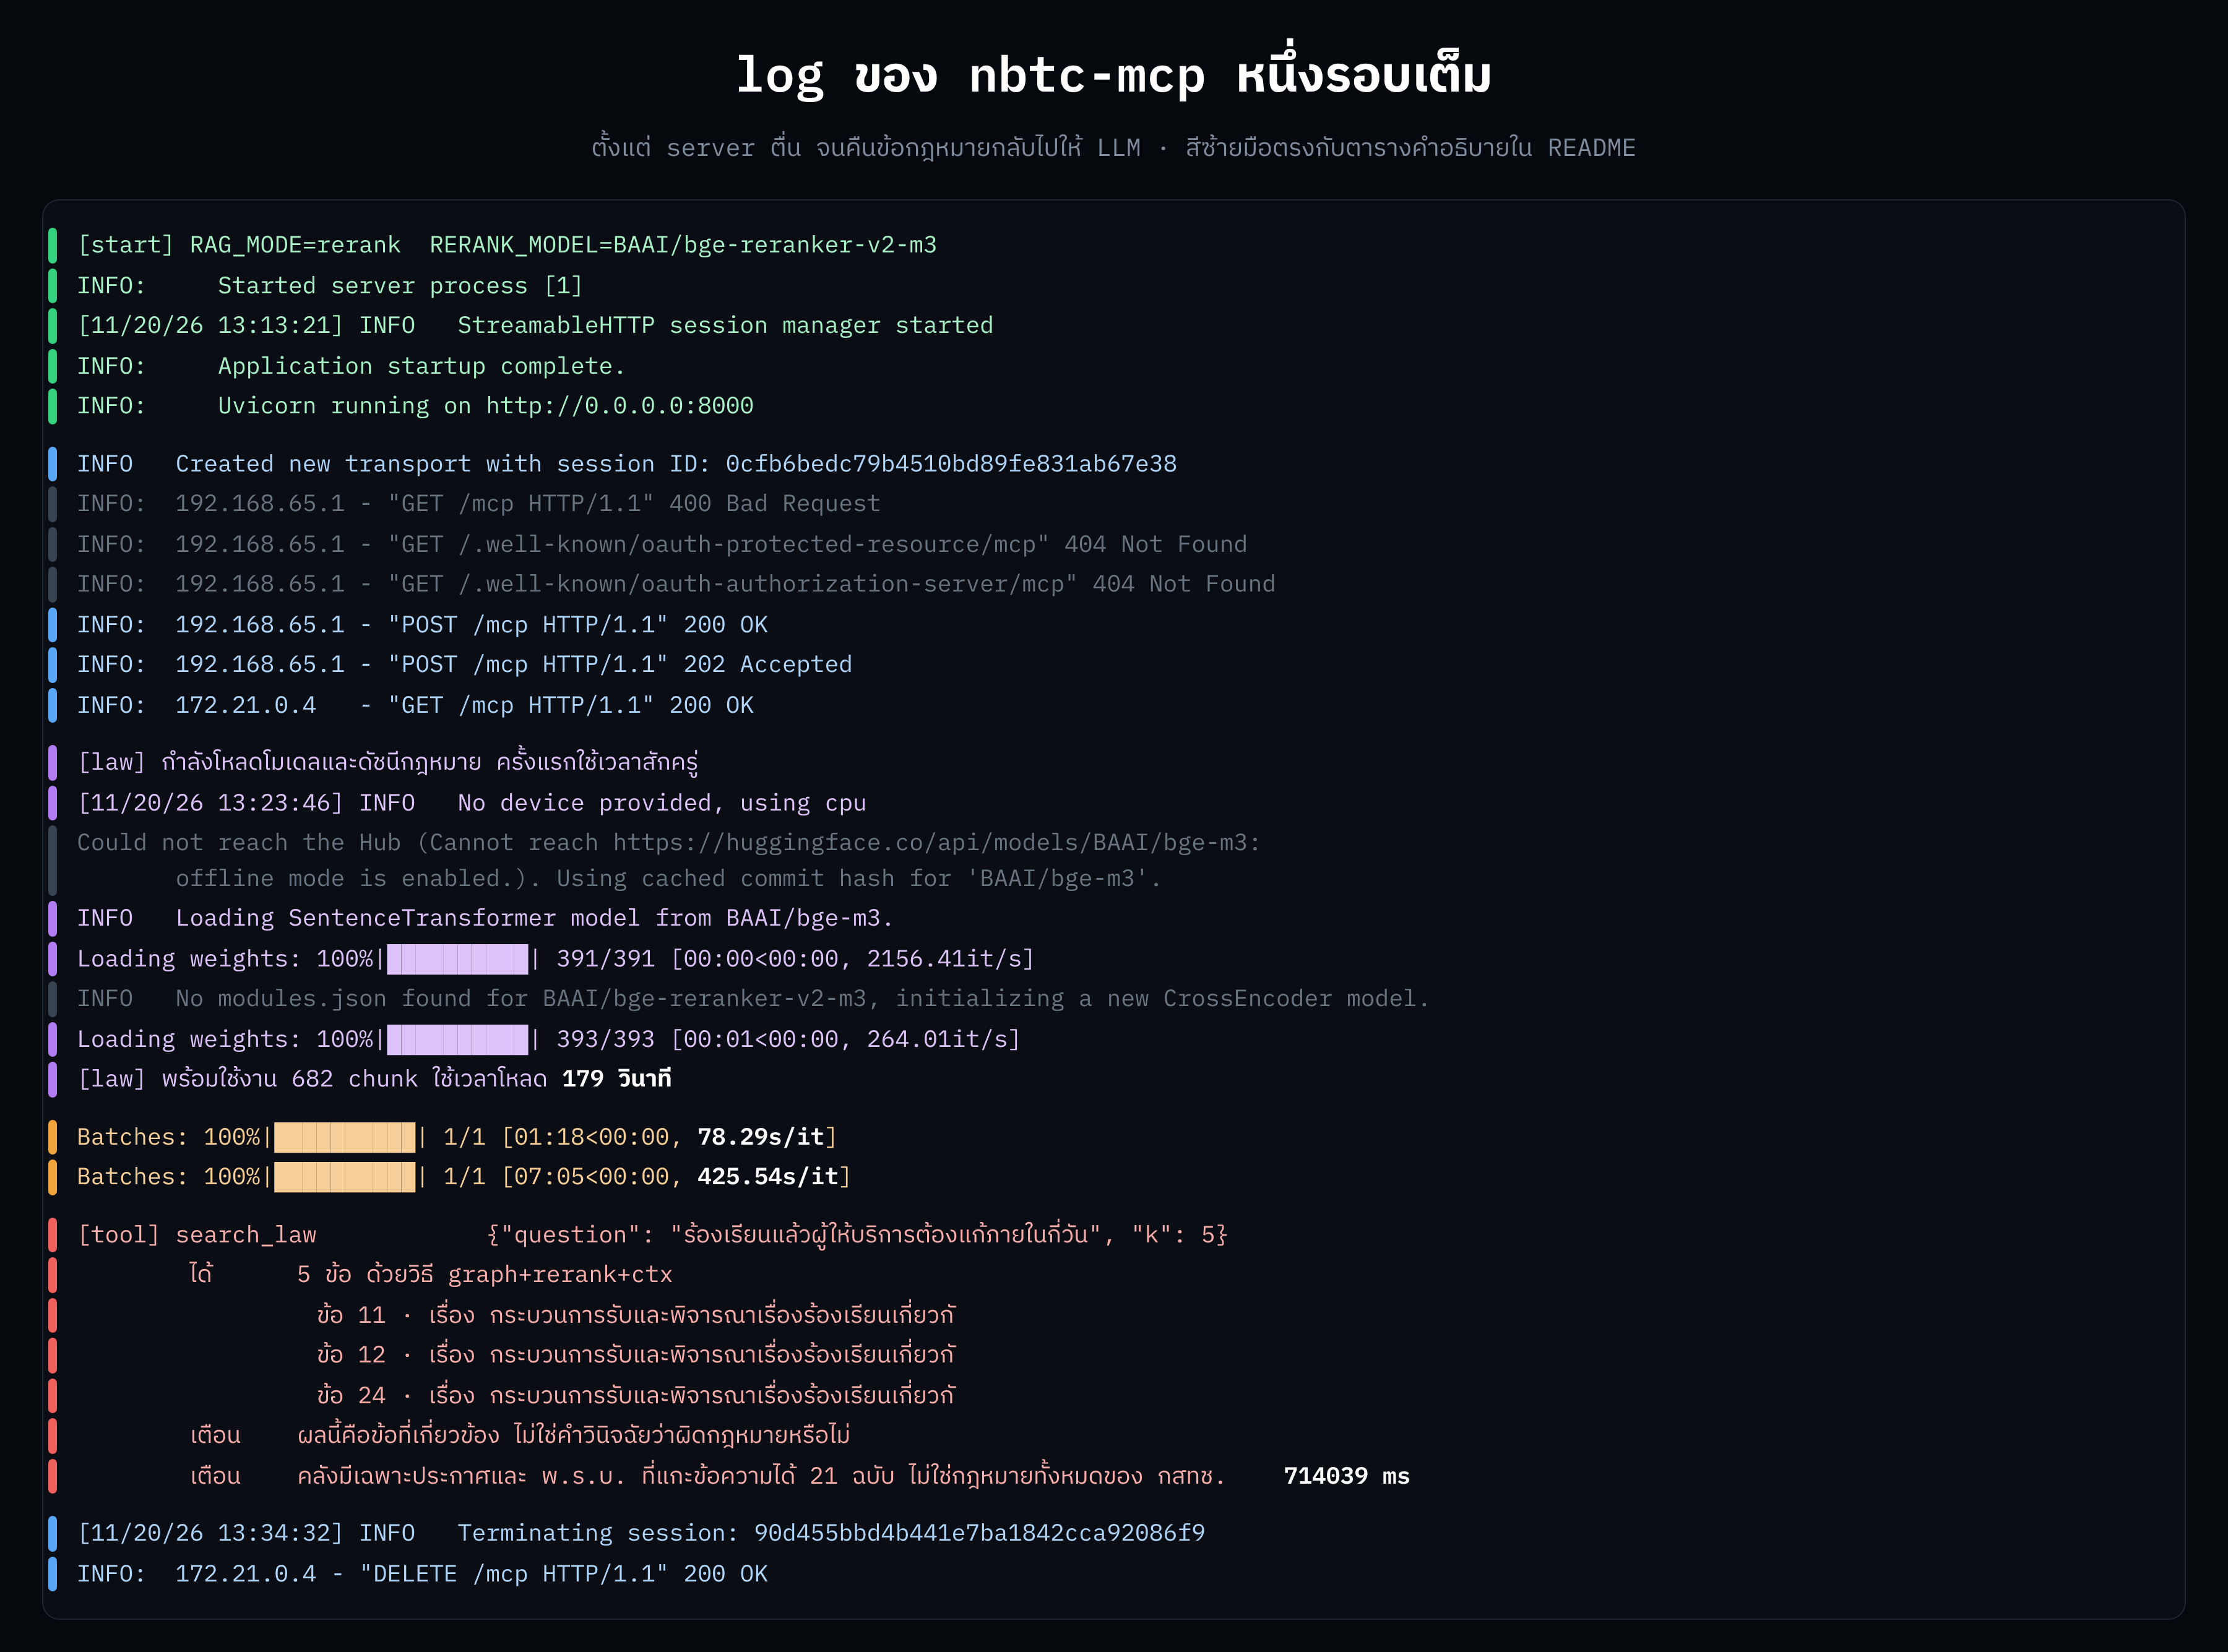 log ของ nbtc-mcp หนึ่งรอบเต็ม
ตั้งแต่ server ตื่น จนคืนข้อกฎหมายกลับไปให้ LLM · สีซ้ายมือตรงกับตารางคำอธิบายใน README
[start] RAG_MODE=rerank  RERANK_MODEL=BAAI/bge-reranker-v2-m3
INFO:     Started server process [1]
[11/20/26 13:13:21] INFO   StreamableHTTP session manager started
INFO:     Application startup complete.
INFO:     Uvicorn running on http://0.0.0.0:8000
INFO   Created new transport with session ID: 0cfb6bedc79b4510bd89fe831ab67e38
INFO:  192.168.65.1 - "GET /mcp HTTP/1.1" 400 Bad Request
INFO:  192.168.65.1 - "GET /.well-known/oauth-protected-resource/mcp" 404 Not Found
INFO:  192.168.65.1 - "GET /.well-known/oauth-authorization-server/mcp" 404 Not Found
INFO:  192.168.65.1 - "POST /mcp HTTP/1.1" 200 OK
INFO:  192.168.65.1 - "POST /mcp HTTP/1.1" 202 Accepted
INFO:  172.21.0.4   - "GET /mcp HTTP/1.1" 200 OK
[law] กำลังโหลดโมเดลและดัชนีกฎหมาย ครั้งแรกใช้เวลาสักครู่
[11/20/26 13:23:46] INFO   No device provided, using cpu
Could not reach the Hub (Cannot reach https://huggingface.co/api/models/BAAI/bge-m3:
offline mode is enabled.). Using cached commit hash for 'BAAI/bge-m3'.
INFO   Loading SentenceTransformer model from BAAI/bge-m3.
Loading weights: 100%|██████████| 391/391 [00:00<00:00, 2156.41it/s]
INFO   No modules.json found for BAAI/bge-reranker-v2-m3, initializing a new CrossEncoder model.
Loading weights: 100%|██████████| 393/393 [00:01<00:00, 264.01it/s]
[law] พร้อมใช้งาน 682 chunk ใช้เวลาโหลด 179 วินาที
Batches: 100%|██████████| 1/1 [01:18<00:00, 78.29s/it]
Batches: 100%|██████████| 1/1 [07:05<00:00, 425.54s/it]
[tool] search_law            {"question": "ร้องเรียนแล้วผู้ให้บริการต้องแก้ภายในกี่วัน", "k": 5}
ได้      5 ข้อ ด้วยวิธี graph+rerank+ctx
ข้อ 11 · เรื่อง กระบวนการรับและพิจารณาเรื่องร้องเรียนเกี่ยวกั
ข้อ 12 · เรื่อง กระบวนการรับและพิจารณาเรื่องร้องเรียนเกี่ยวกั
ข้อ 24 · เรื่อง กระบวนการรับและพิจารณาเรื่องร้องเรียนเกี่ยวกั
เตือน    ผลนี้คือข้อที่เกี่ยวข้อง ไม่ใช่คำวินิจฉัยว่าผิดกฎหมายหรือไม่
เตือน    คลังมีเฉพาะประกาศและ พ.ร.บ. ที่แกะข้อความได้ 21 ฉบับ ไม่ใช่กฎหมายทั้งหมดของ กสทช.    714039 ms
[11/20/26 13:34:32] INFO   Terminating session: 90d455bbd4b441e7ba1842cca92086f9
INFO:  172.21.0.4 - "DELETE /mcp HTTP/1.1" 200 OK